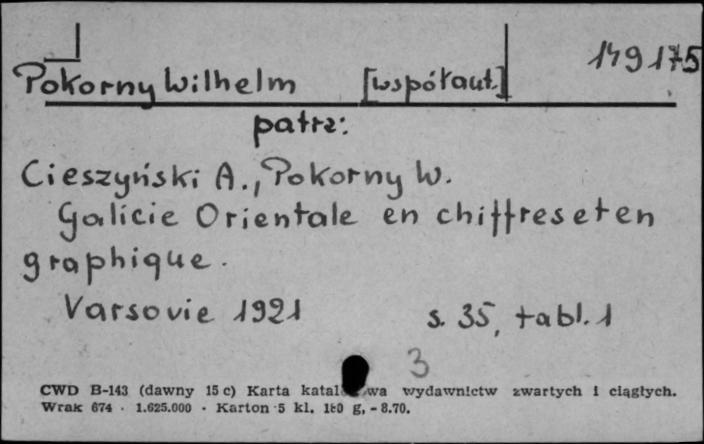 Pokorny Wilhelm [współaut.] 149175
patrz:
Cieszyński A., Pokorny W.
Galicie Orientale en chiffres et en
graphique.
Varsovie 1921 s. 35, tabl. 1
3
CWD B-143 (dawny 15 c) Karta katal wa wydawnictw zwartych i ciągłych.
Wrak 674 · 1.625.000 · Karton 5 kl. 180 g, - 8.70.